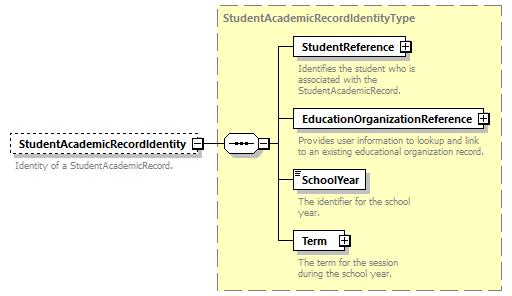 StudentAcademicRecordIdentityType
StudentReference
Identifies the student who is
associated with the
StudentAcademicRecord.
EducationOrganizationReference
Provides user information to lookup and link
to an existing educational organization record.
StudentAcademicRecordIdentity
Identity of a StudentAcademicRecord.
SchoolYear
The identifier for the school
year.
Term
The term for the session
during the school year.